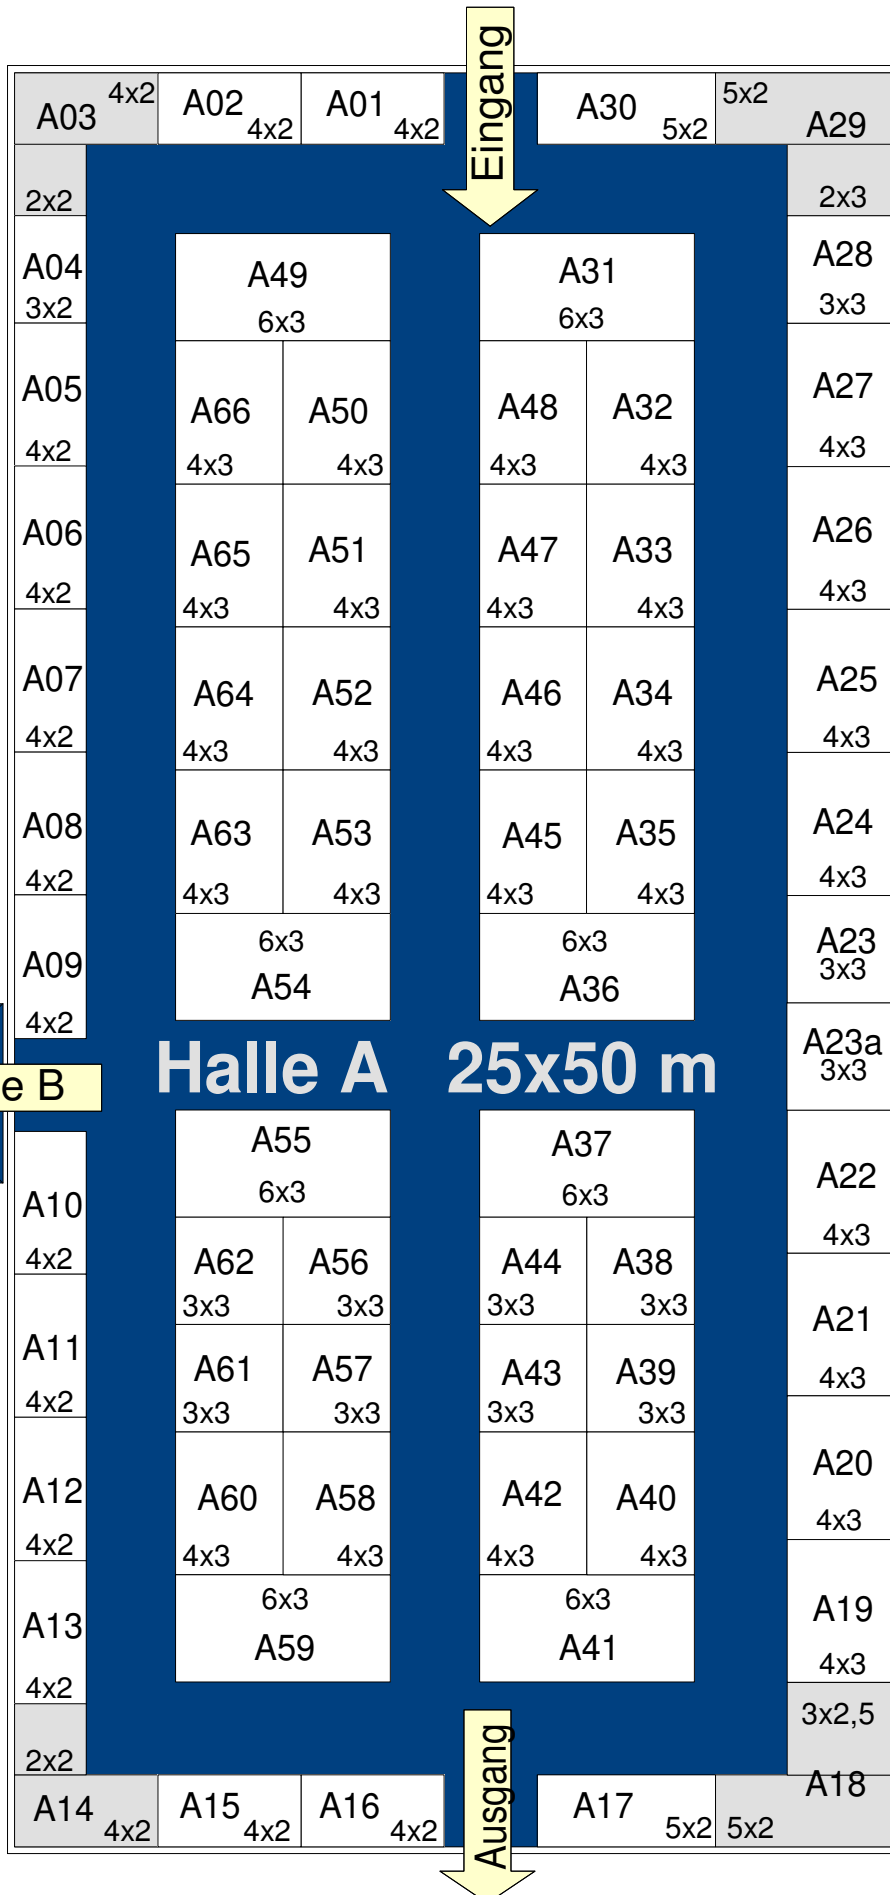 Eingang
A03 4x2
A02 4x2
A01 4x2
A30 5x2
5x2 A29
2x2
2x3
A04
3x2
A49
6x3
A31
6x3
A28
3x3
A05
4x2
A66
4x3
A50
4x3
A48
4x3
A32
4x3
A27
4x3
A06
4x2
A65
4x3
A51
4x3
A47
4x3
A33
4x3
A26
4x3
A07
4x2
A64
4x3
A52
4x3
A46
4x3
A34
4x3
A25
4x3
A08
4x2
A63
4x3
A53
4x3
A45
4x3
A35
4x3
A24
4x3
A09
4x2
6x3
A54
6x3
A36
A23
3x3
e B
Halle A 25x50 m
A23a
3x3
A10
4x2
A55
6x3
A37
6x3
A22
4x3
A62
3x3
A56
3x3
A44
3x3
A38
3x3
A11
4x2
A61
3x3
A57
3x3
A43
3x3
A39
3x3
A21
4x3
A12
4x2
A60
4x3
A58
4x3
A42
4x3
A40
4x3
A20
4x3
A13
4x2
6x3
A59
6x3
A41
A19
4x3
2x2
3x2,5
A14 4x2
A15 4x2
A16 4x2
A17 5x2
A18
5x2
Ausgang